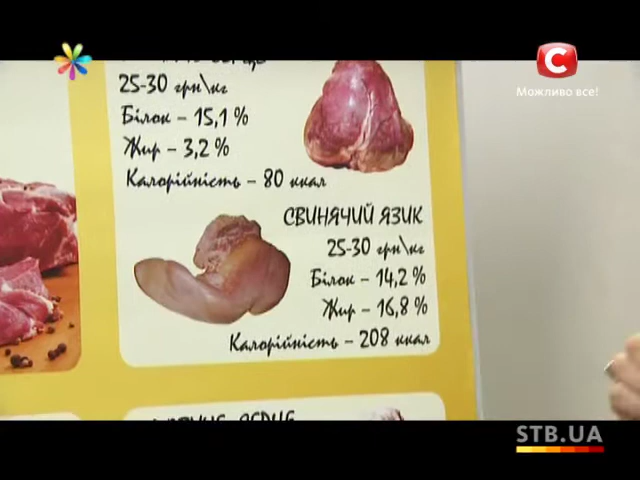 25-30 грн\кг
Білок - 15,1 %
Жир - 3,2 %
Калорійність - 80 ккал
СВИНЯЧИЙ ЯЗИК
25-30 грн\кг
Білок - 14,2 %
Жир - 16,8 %
Калорійність - 208 ккал
С
Можливо все!
STB.UA